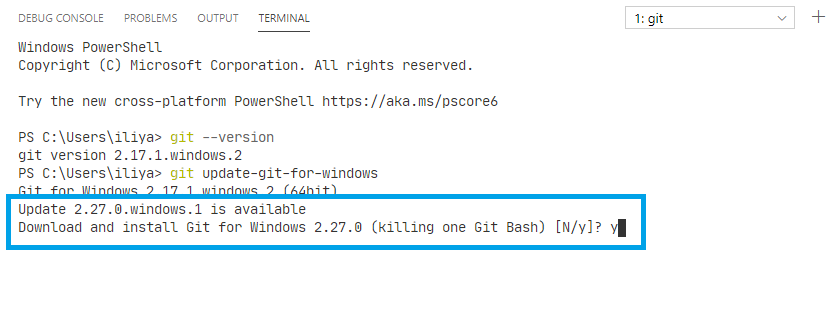 DEBUG CONSOLE PROBLEMS OUTPUT TERMINAL 1: git
Windows PowerShell
Copyright (C) Microsoft Corporation. All rights reserved.
Try the new cross-platform PowerShell https://aka.ms/pscore6
PS C:\Users\iliya> git --version
git version 2.17.1.windows.2
PS C:\Users\iliya> git update-git-for-windows
Git for Windows 2.17.1.windows.2 (64bit)
Update 2.27.0.windows.1 is available
Download and install Git for Windows 2.27.0 (killing one Git Bash) [N/y]? y